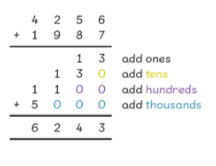 4 2 5 6
+ 1 9 8 7
1 3 add ones
1 3 0 add tens
1 1 0 0 add hundreds
+ 5 0 0 0 add thousands
6 2 4 3